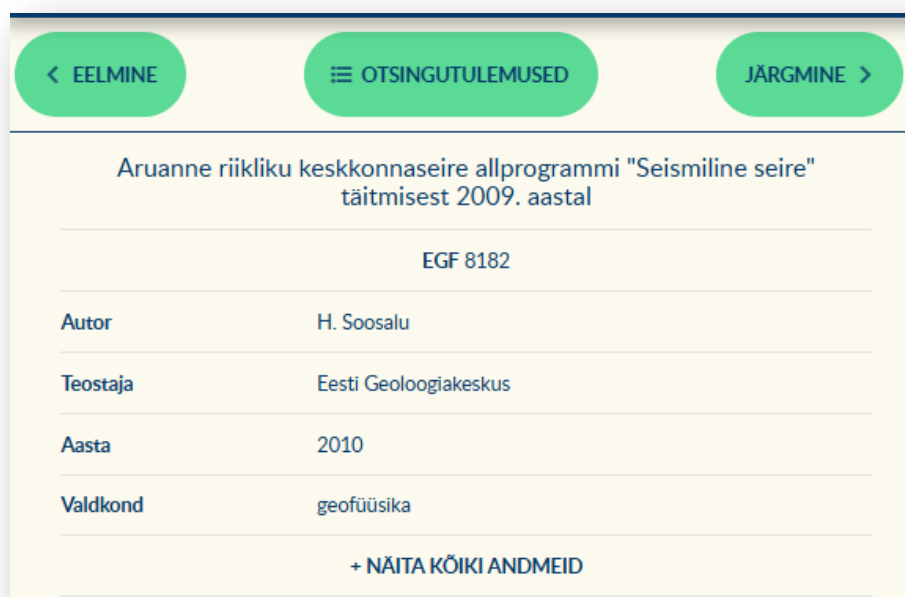 < EELMINE
OTSINGUTULEMUSED
JÄRGMINE >
Aruanne riikliku keskkonnaseire allprogrammi "Seismiline seire"
täitmisest 2009. aastal
EGF 8182
Autor H. Soosalu
Teostaja Eesti Geoloogiakeskus
Aasta 2010
Valdkond geofüüsika
+ NÄITA KÕIKI ANDMEID